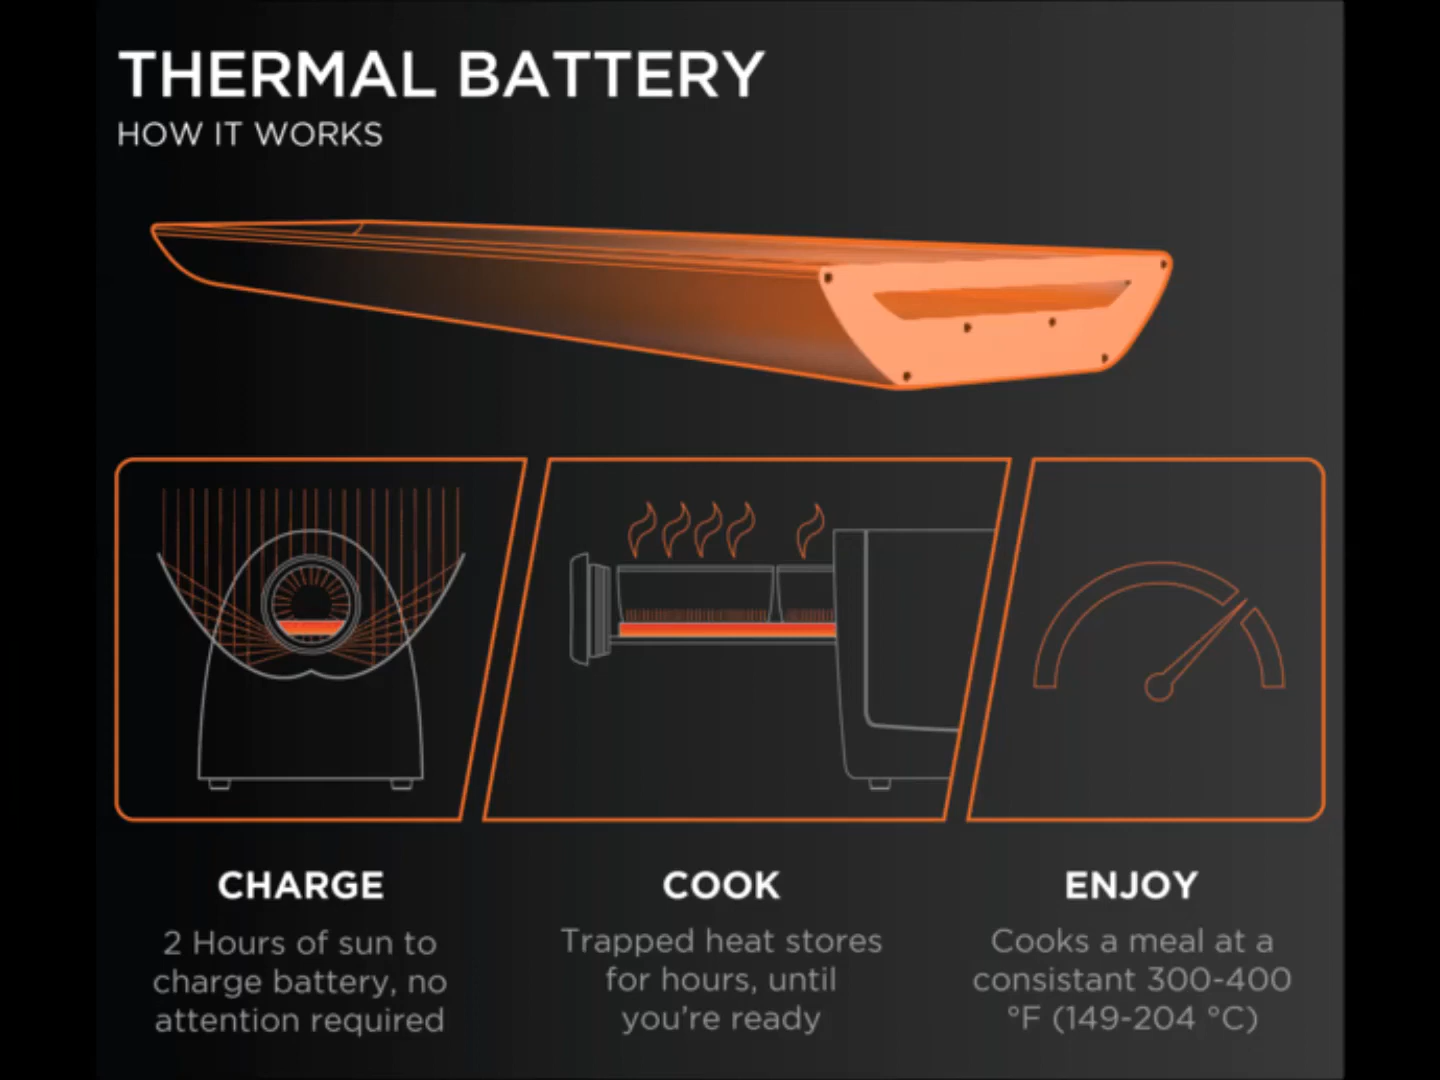 THERMAL BATTERY
HOW IT WORKS
CHARGE
2 Hours of sun to
charge battery, no
attention required
COOK
Trapped heat stores
for hours, until
you're ready
ENJOY
Cooks a meal at a
consistant 300-400
°F (149-204 °C)